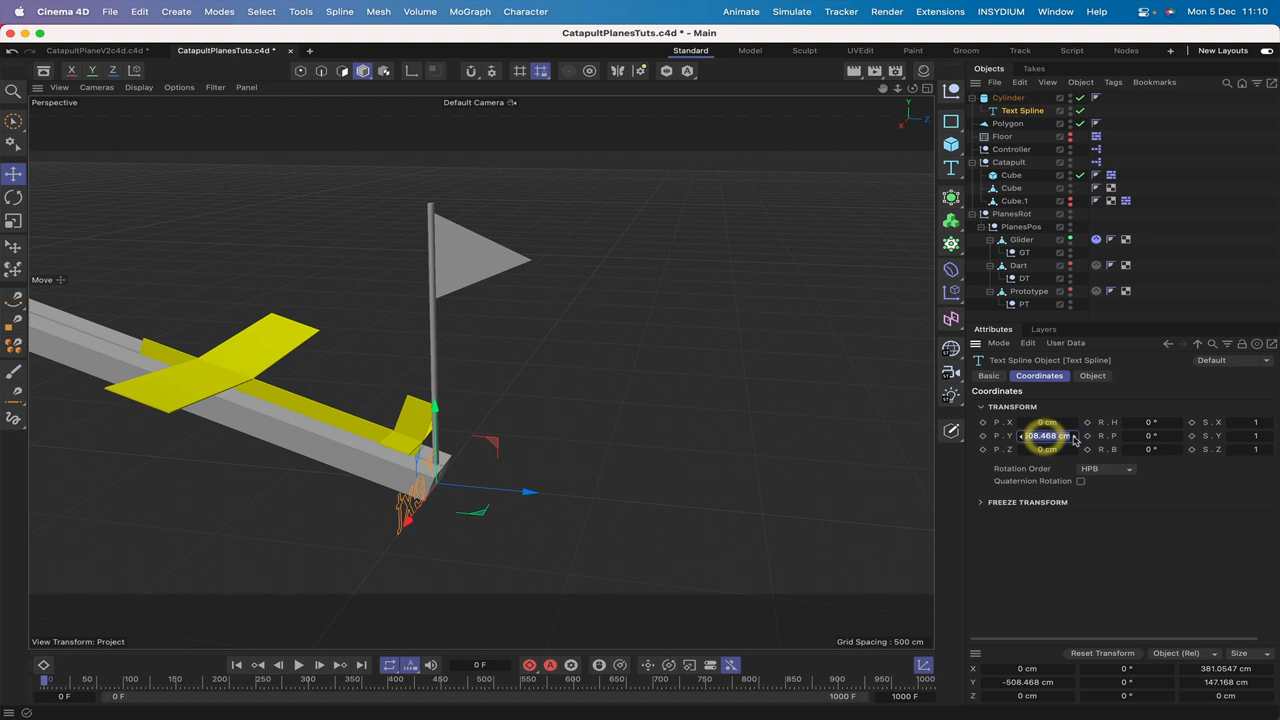 Cinema 4D File Edit Create Modes Select Tools Spline Mesh Volume MoGraph Character Animate Simulate Tracker Render Extensions INSYDIUM Window Help Mon 5 Dec 11:10
CatapultPlanesTuts.c4d * - Main
CatapultPlaneV2c4d.c4d * CatapultPlanesTuts.c4d * Standard Model Sculpt UVEdit Paint Groom Track Script Nodes New Layouts
X Y Z
Objects Takes
View Cameras Display Options Filter Panel
File Edit View Object Tags Bookmarks
Perspective
Default Camera
Cylinder
Text Spline
Polygon
Floor
Controller
Catapult
Cube
Cube
Cube.1
PlanesRot
PlanesPos
Glider
GT
Dart
DT
Prototype
PT
Y
X
Z
Move
Attributes Layers
Mode Edit User Data
Text Spline Object [Text Spline] Default
Basic Coordinates Object
Coordinates
TRANSFORM
P . X 0 cm R . H 0 ° S . X 1
P . Y 508.468 cm R . P 0 ° S . Y 1
P . Z 0 cm R . B 0 ° S . Z 1
Rotation Order HPB
Quaternion Rotation
FREEZE TRANSFORM
View Transform: Project
Grid Spacing : 500 cm
0 F
0 50 100 150 200 250 300 350 400 450 500 550 600 650 700 750 800 850 900 950 1000
0 F 0 F 1000 F 1000 F
Reset Transform Object (Rel) Size
X 0 cm 0 ° 381.0547 cm
Y -508.468 cm 0 ° 147.168 cm
Z 0 cm 0 ° 0 cm